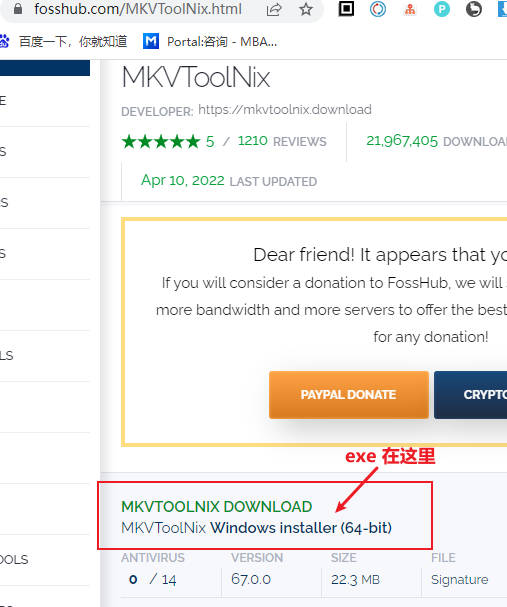 fosshub.com/MKVToolNix.html
百度一下，你就知道
Portal:咨询 - MBA...
MKVToolNix
DEVELOPER: https://mkvtoolnix.download
5 / 1210 REVIEWS 21,967,405 DOWNLOA
Apr 10, 2022 LAST UPDATED
Dear friend! It appears that yo
If you will consider a donation to FossHub, we will s
more bandwidth and more servers to offer the best
for any donation!
PAYPAL DONATE
CRYPTO
exe 在这里
MKVTOOLNIX DOWNLOAD
MKVToolNix Windows installer (64-bit)
ANTIVIRUS VERSION SIZE FILE
0 / 14 67.0.0 22.3 MB Signature